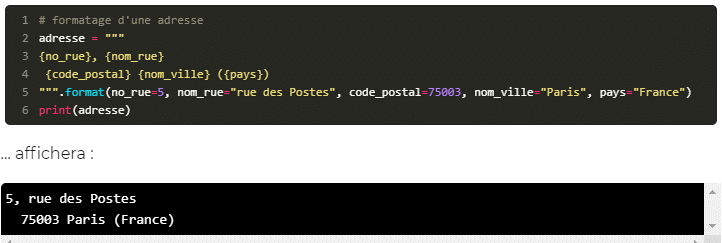 1 # formatage d'une adresse
2 adresse = """
3 {no_rue}, {nom_rue}
4  {code_postal} {nom_ville} ({pays})
5 """.format(no_rue=5, nom_rue="rue des Postes", code_postal=75003, nom_ville="Paris", pays="France")
6 print(adresse)
... affichera :
5, rue des Postes
  75003 Paris (France)